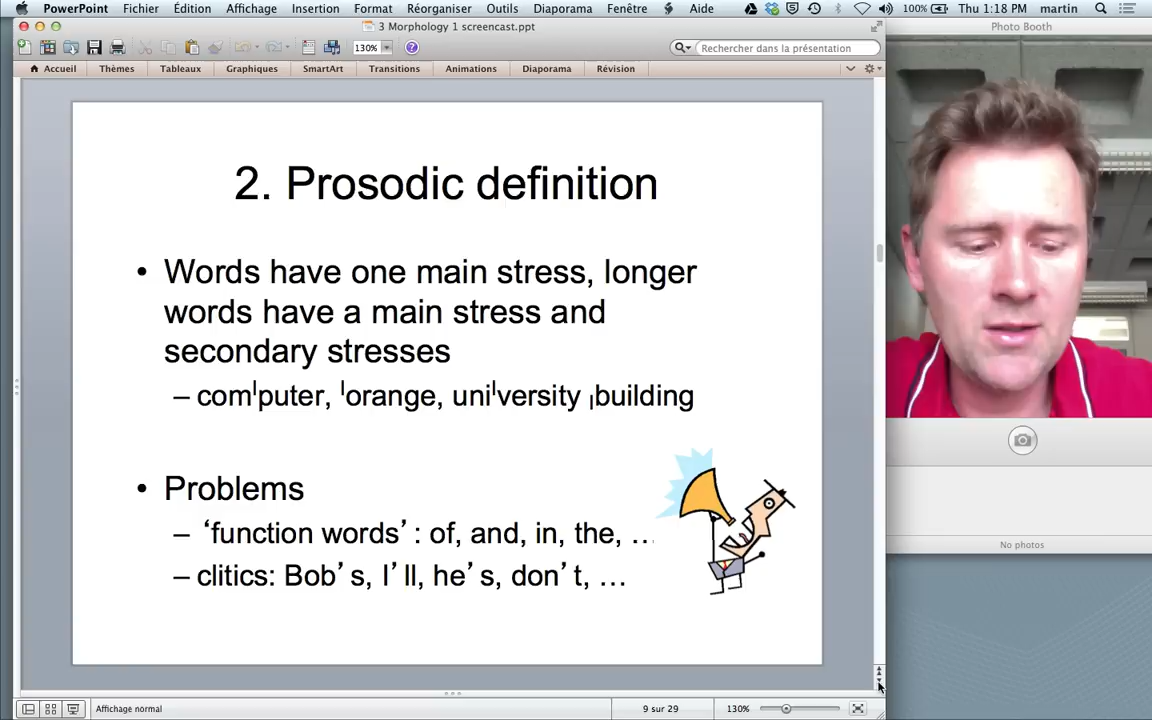 PowerPoint Fichier Édition Affichage Insertion Format Réorganiser Outils Diaporama Fenêtre Aide 100% Thu 1:18 PM martin
3 Morphology 1 screencast.ppt
Photo Booth
130% Rechercher dans la présentation
Accueil Thèmes Tableaux Graphiques SmartArt Transitions Animations Diaporama Révision
2. Prosodic definition
• Words have one main stress, longer
words have a main stress and
secondary stresses
– comˈputer, ˈorange, uniˈversity ˌbuilding
• Problems
– ‘function words’: of, and, in, the, …
– clitics: Bob’s, I’ll, he’s, don’t, …
No photos
Affichage normal 9 sur 29 130%